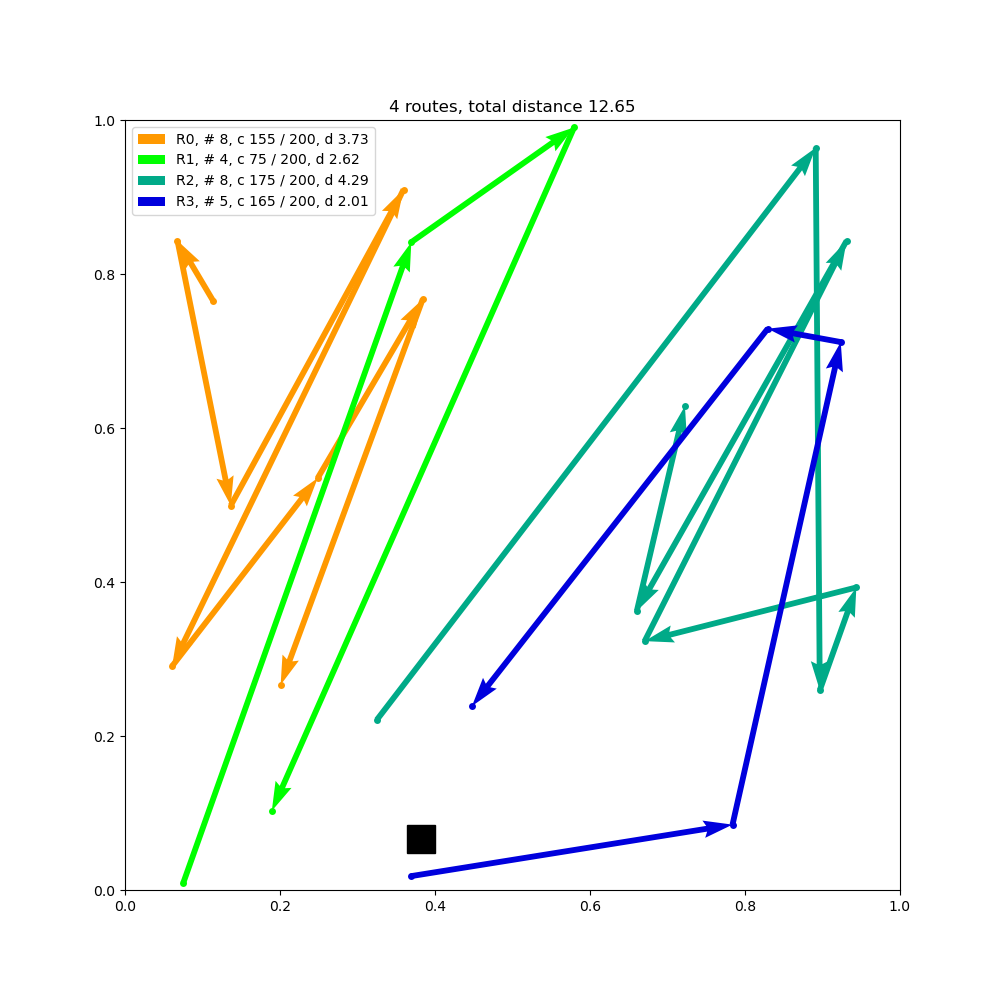 4 routes, total distance 12.65
1.0
R0, # 8, c 155 / 200, d 3.73
R1, # 4, c 75 / 200, d 2.62
R2, # 8, c 175 / 200, d 4.29
R3, # 5, c 165 / 200, d 2.01
0.8
0.6
0.4
0.2
0.0
0.0 0.2 0.4 0.6 0.8 1.0